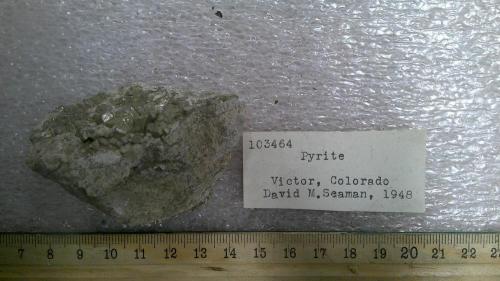 103464
Pyrite
Victor, Colorado
David M.Seaman, 1948
7 8 9 10 11 12 13 14 15 16 17 18 19 20 21 22 23